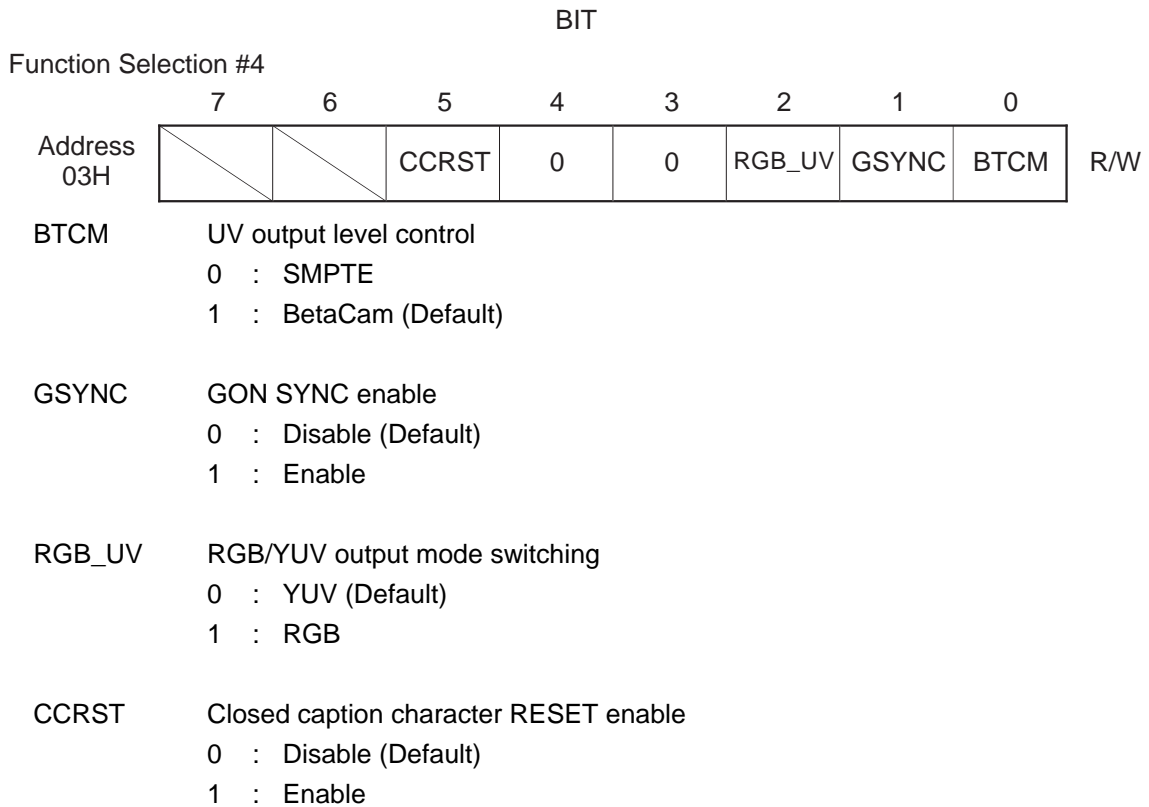 BIT
Function Selection #4
7 6 5 4 3 2 1 0
Address 03H CCRST 0 0 RGB_UV GSYNC BTCM R/W
BTCM UV output level control
0 : SMPTE
1 : BetaCam (Default)
GSYNC GON SYNC enable
0 : Disable (Default)
1 : Enable
RGB_UV RGB/YUV output mode switching
0 : YUV (Default)
1 : RGB
CCRST Closed caption character RESET enable
0 : Disable (Default)
1 : Enable